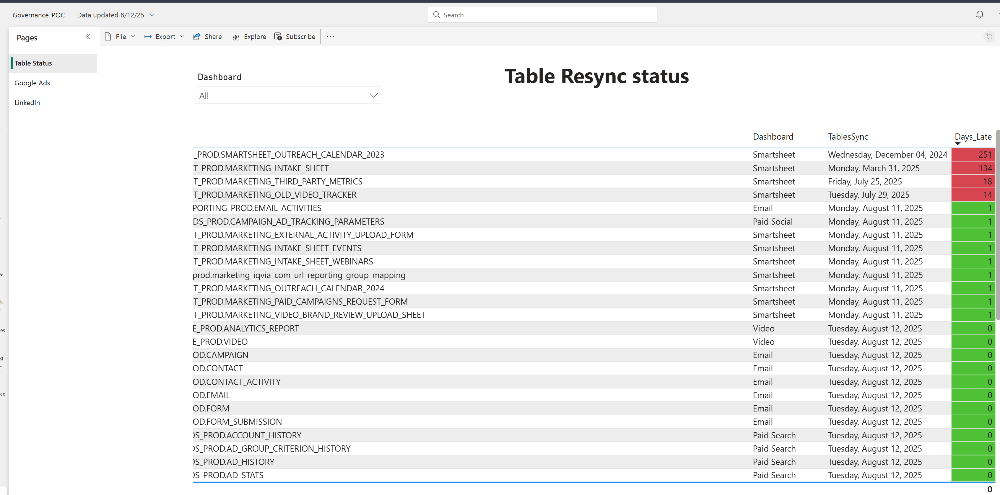 Governance_POC Data updated 8/12/25 Search
Pages
File Export Share Explore Subscribe ...
Table Status
Google Ads
LinkedIn
Dashboard
All
Table Resync status
Dashboard TablesSync Days_Late
_PROD.SMARTSHEET_OUTREACH_CALENDAR_2023 Smartsheet Wednesday, December 04, 2024 251
T_PROD.MARKETING_INTAKE_SHEET Smartsheet Monday, March 31, 2025 134
T_PROD.MARKETING_THIRD_PARTY_METRICS Smartsheet Friday, July 25, 2025 18
T_PROD.MARKETING_OLD_VIDEO_TRACKER Smartsheet Tuesday, July 29, 2025 14
PORTING_PROD.EMAIL_ACTIVITIES Email Monday, August 11, 2025 1
DS_PROD.CAMPAIGN_AD_TRACKING_PARAMETERS Paid Social Monday, August 11, 2025 1
T_PROD.MARKETING_EXTERNAL_ACTIVITY_UPLOAD_FORM Smartsheet Monday, August 11, 2025 1
T_PROD.MARKETING_INTAKE_SHEET_EVENTS Smartsheet Monday, August 11, 2025 1
T_PROD.MARKETING_INTAKE_SHEET_WEBINARS Smartsheet Monday, August 11, 2025 1
prod.marketing_iqvia_com_url_reporting_group_mapping Smartsheet Monday, August 11, 2025 1
T_PROD.MARKETING_OUTREACH_CALENDAR_2024 Smartsheet Monday, August 11, 2025 1
T_PROD.MARKETING_PAID_CAMPAIGNS_REQUEST_FORM Smartsheet Monday, August 11, 2025 1
T_PROD.MARKETING_VIDEO_BRAND_REVIEW_UPLOAD_SHEET Smartsheet Monday, August 11, 2025 1
E_PROD.ANALYTICS_REPORT Video Tuesday, August 12, 2025 0
E_PROD.VIDEO Video Tuesday, August 12, 2025 0
OD.CAMPAIGN Email Tuesday, August 12, 2025 0
OD.CONTACT Email Tuesday, August 12, 2025 0
OD.CONTACT_ACTIVITY Email Tuesday, August 12, 2025 0
OD.EMAIL Email Tuesday, August 12, 2025 0
OD.FORM Email Tuesday, August 12, 2025 0
OD.FORM_SUBMISSION Email Tuesday, August 12, 2025 0
DS_PROD.ACCOUNT_HISTORY Paid Search Tuesday, August 12, 2025 0
DS_PROD.AD_GROUP_CRITERION_HISTORY Paid Search Tuesday, August 12, 2025 0
DS_PROD.AD_HISTORY Paid Search Tuesday, August 12, 2025 0
DS_PROD.AD_STATS Paid Search Tuesday, August 12, 2025 0
0